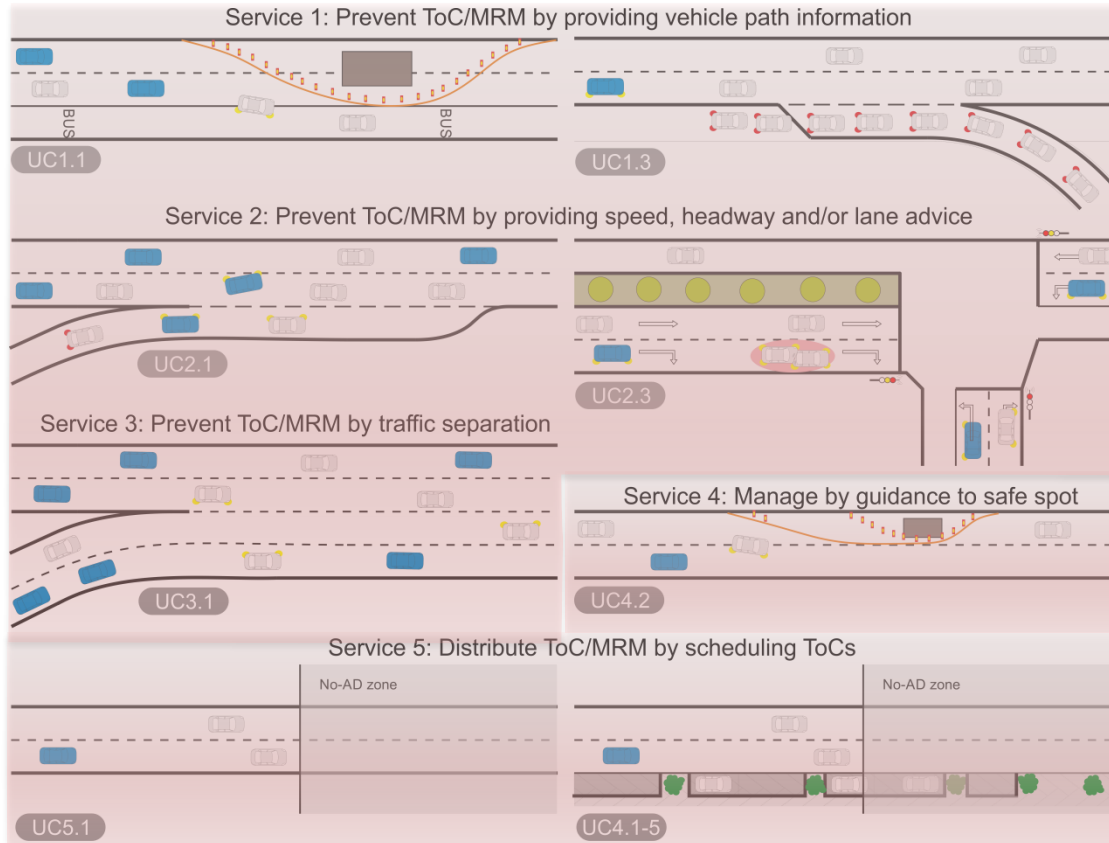 Service 1: Prevent ToC/MRM by providing vehicle path information
BUS
BUS
UC1.1
UC1.3
Service 2: Prevent ToC/MRM by providing speed, headway and/or lane advice
UC2.1
UC2.3
Service 3: Prevent ToC/MRM by traffic separation
UC3.1
Service 4: Manage by guidance to safe spot
UC4.2
Service 5: Distribute ToC/MRM by scheduling ToCs
No-AD zone
No-AD zone
UC5.1
UC4.1-5